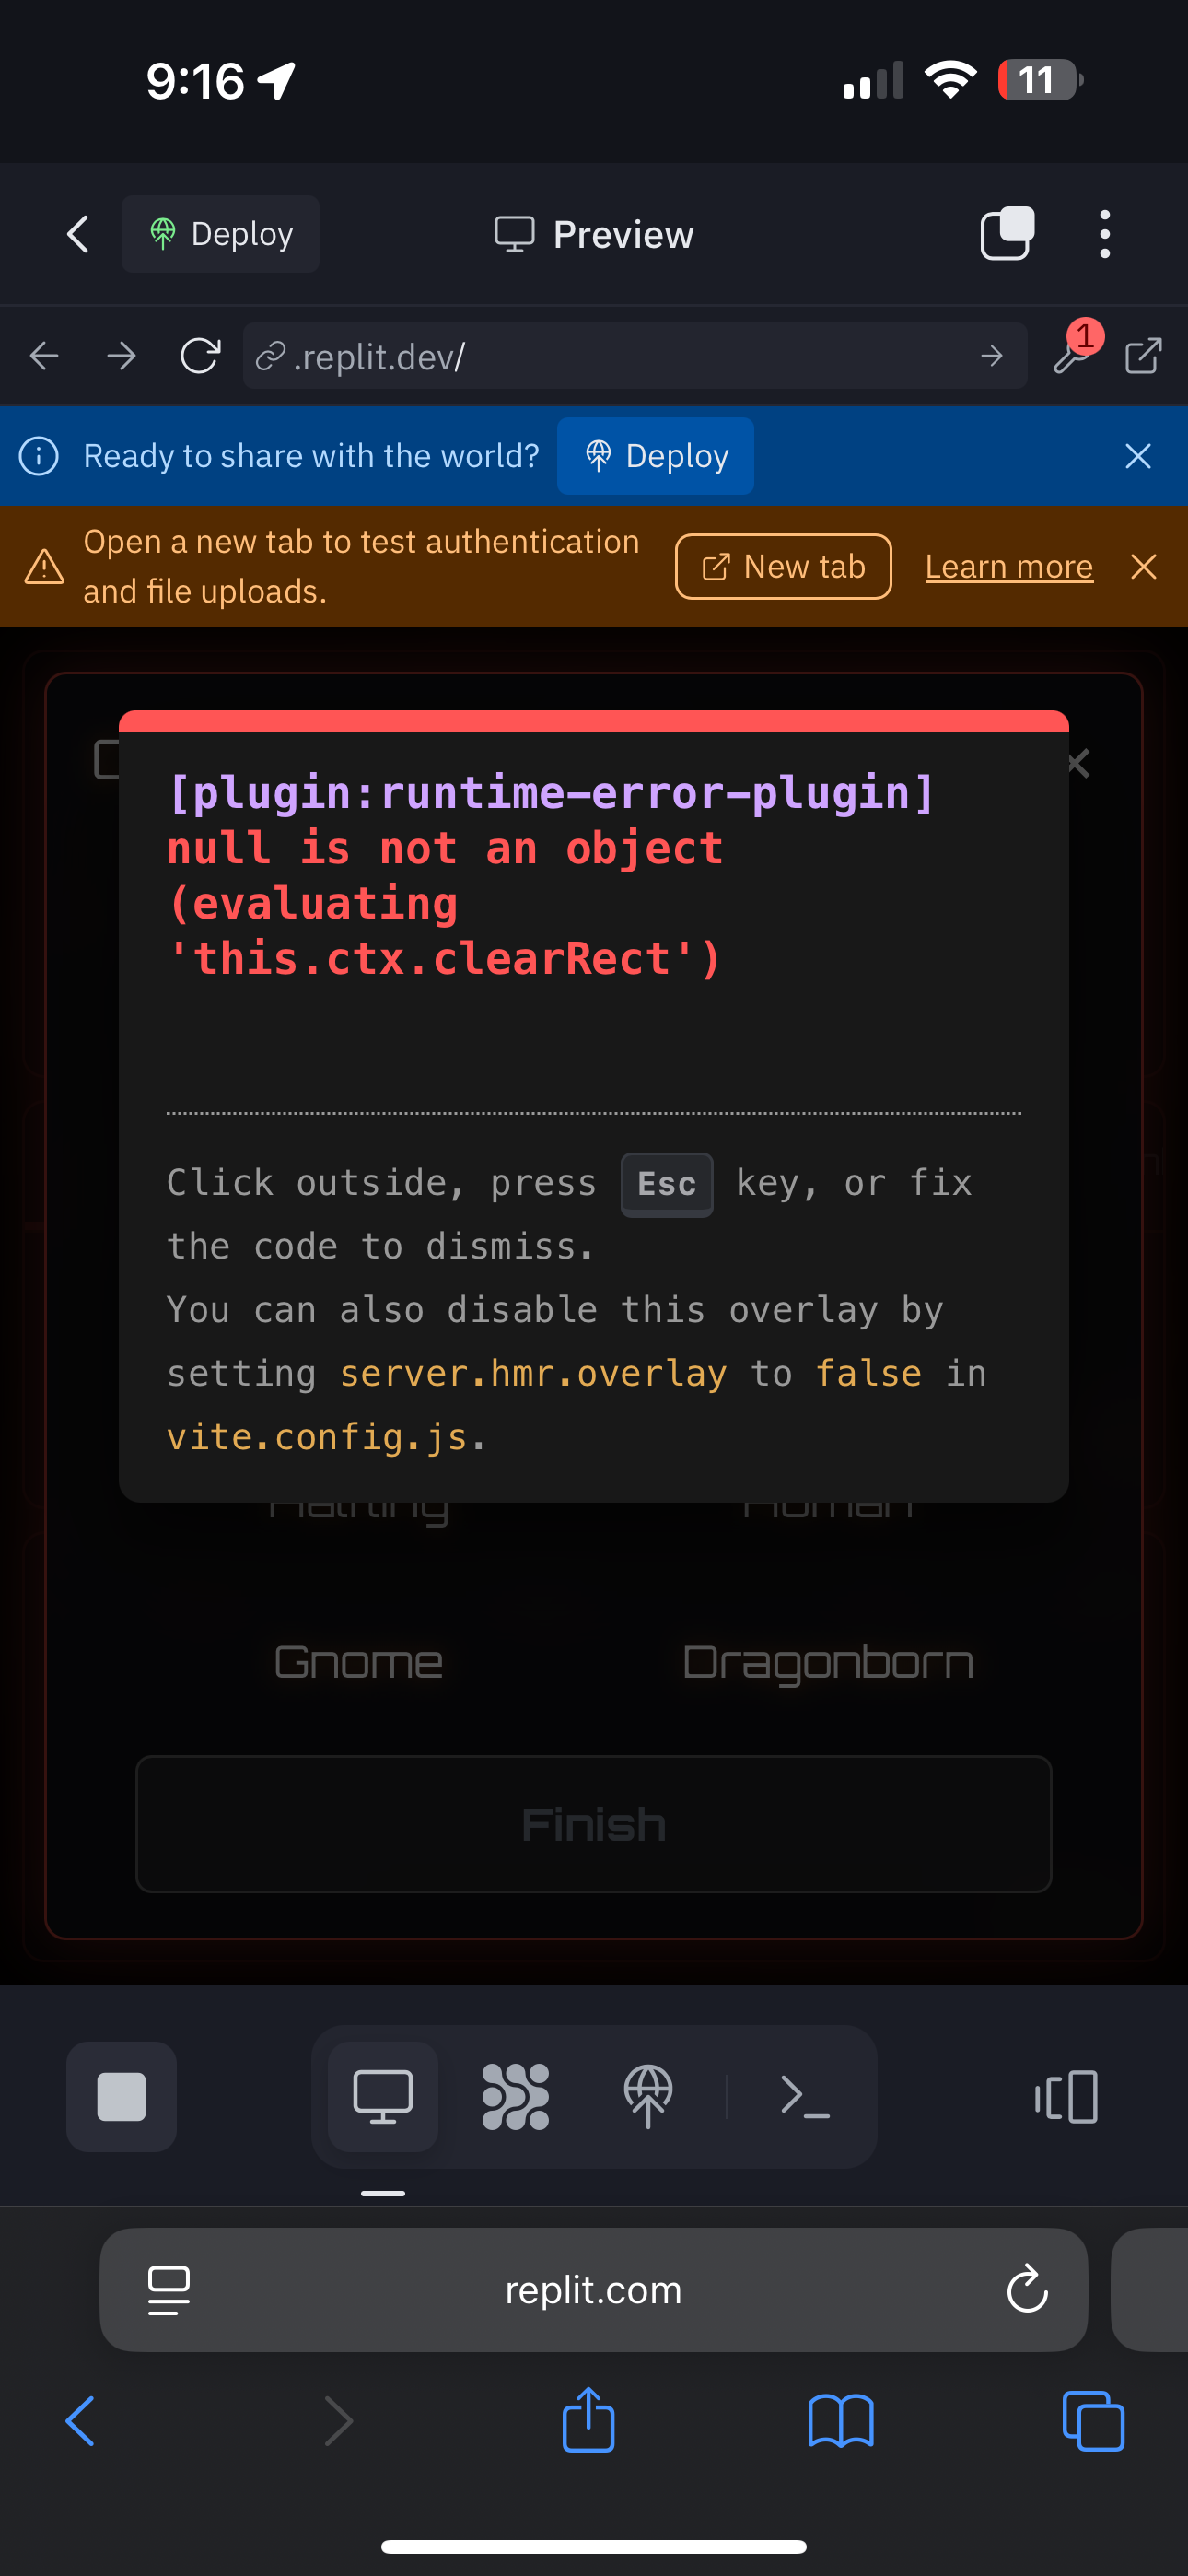 9:16
11
Deploy
Preview
.replit.dev/
1
Ready to share with the world?
Deploy
Open a new tab to test authentication
and file uploads.
New tab
Learn more
[plugin:runtime-error-plugin]
null is not an object
(evaluating
'this.ctx.clearRect')
Click outside, press Esc key, or fix
the code to dismiss.
You can also disable this overlay by
setting server.hmr.overlay to false in
vite.config.js.
Halfling
Human
Gnome
Dragonborn
Finish
replit.com